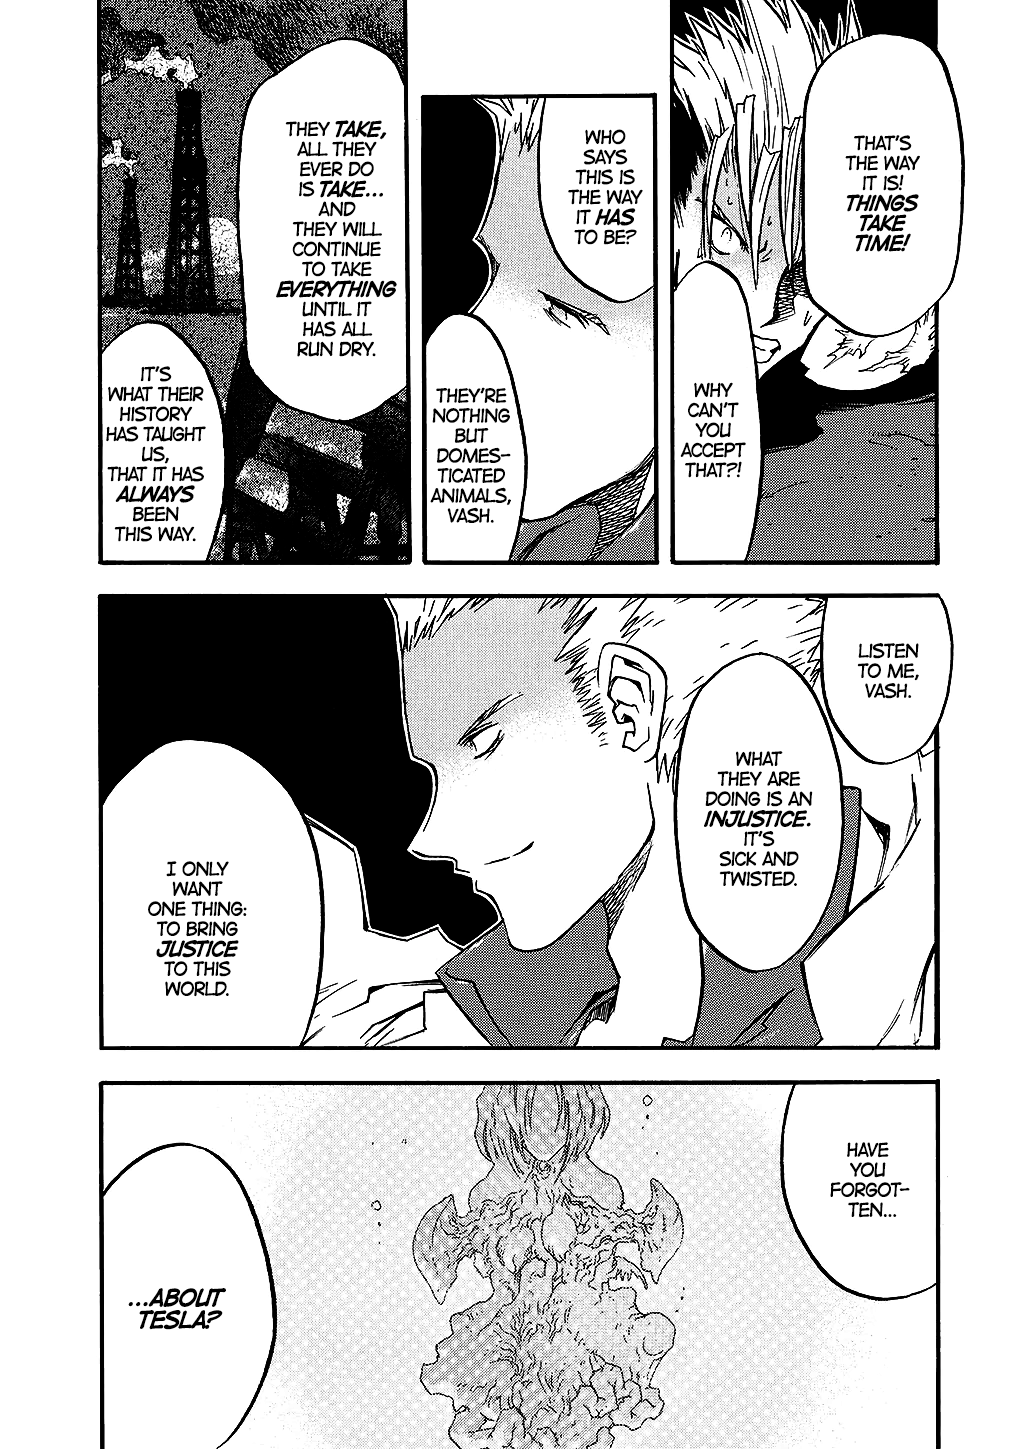 THAT'S
THE WAY
IT IS!
THINGS
TAKE
TIME!
WHY
CAN'T
YOU
ACCEPT
THAT?!
WHO
SAYS
THIS IS
THE WAY
IT HAS
TO BE?
THEY'RE
NOTHING
BUT
DOMES-
TICATED
ANIMALS,
VASH.
THEY TAKE,
ALL THEY
EVER DO
IS TAKE...
AND
THEY WILL
CONTINUE
TO TAKE
EVERYTHING
UNTIL IT
HAS ALL
RUN DRY.
IT'S
WHAT THEIR
HISTORY
HAS TAUGHT
US,
THAT IT HAS
ALWAYS
BEEN
THIS WAY.
LISTEN
TO ME,
VASH.
WHAT
THEY ARE
DOING IS AN
INJUSTICE.
IT'S
SICK AND
TWISTED.
I ONLY
WANT
ONE THING:
TO BRING
JUSTICE
TO THIS
WORLD.
HAVE
YOU
FORGOT-
TEN...
...ABOUT
TESLA?